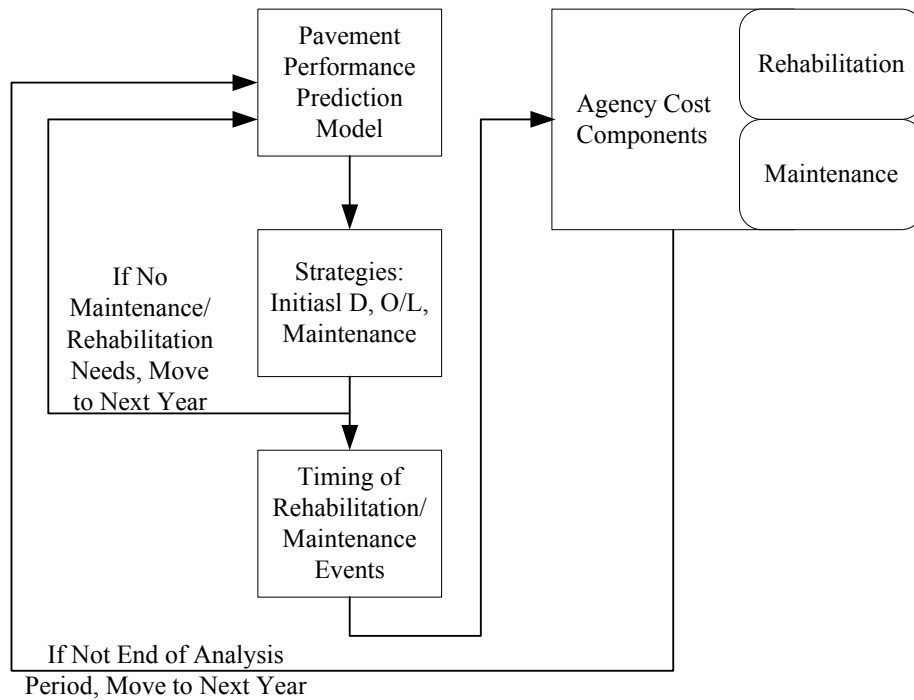 Pavement
Performance
Prediction
Model
Agency Cost
Components
Rehabilitation
Maintenance
Strategies:
Initiasl D, O/L,
Maintenance
If No
Maintenance/
Rehabilitation
Needs, Move
to Next Year
Timing of
Rehabilitation/
Maintenance
Events
If Not End of Analysis
Period, Move to Next Year